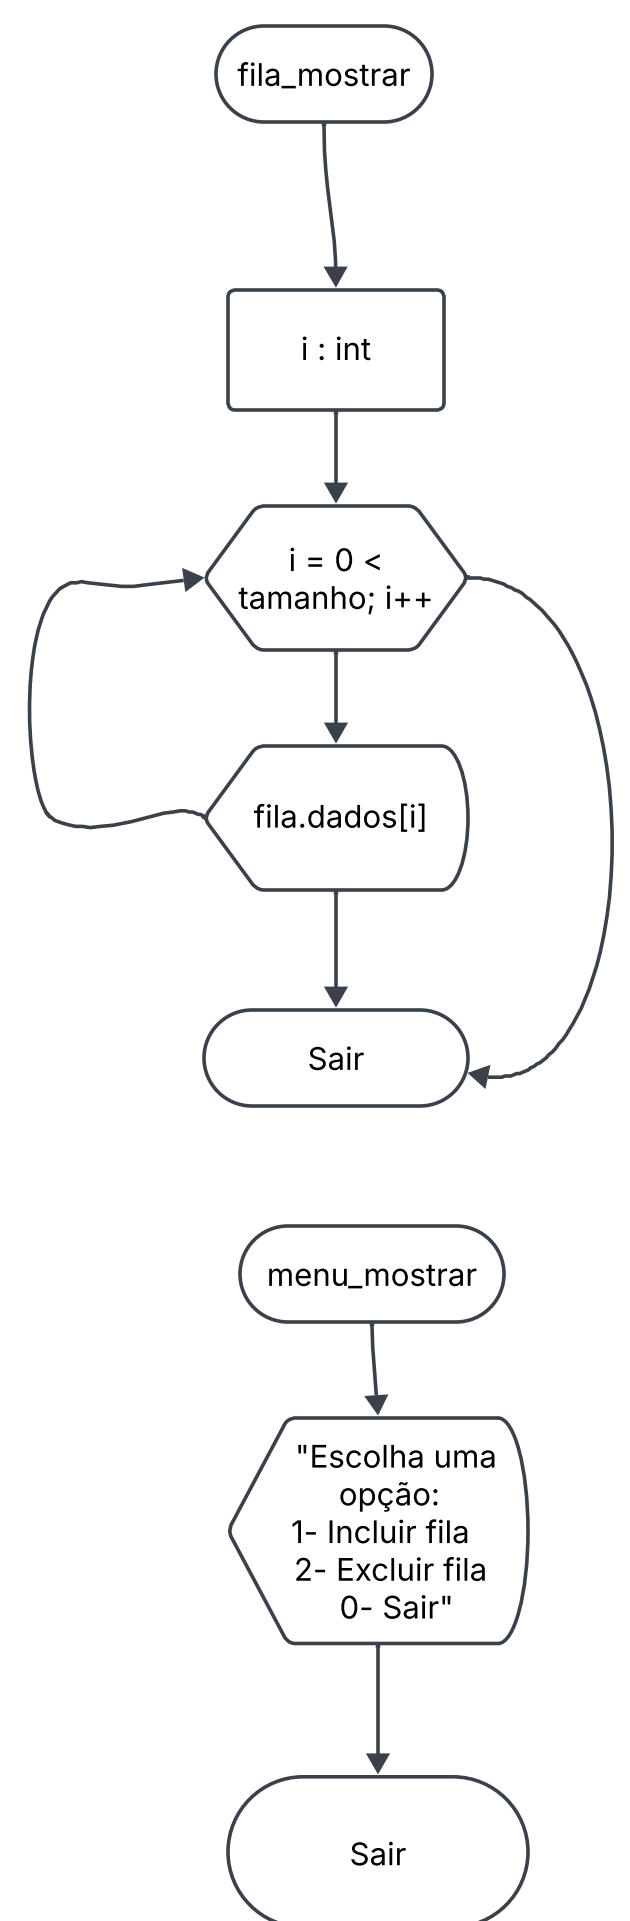 fila_mostrar
i : int
i = 0 <
tamanho; i++
fila.dados[i]
Sair
menu_mostrar
"Escolha uma
opção:
1- Incluir fila
2- Excluir fila
0- Sair"
Sair